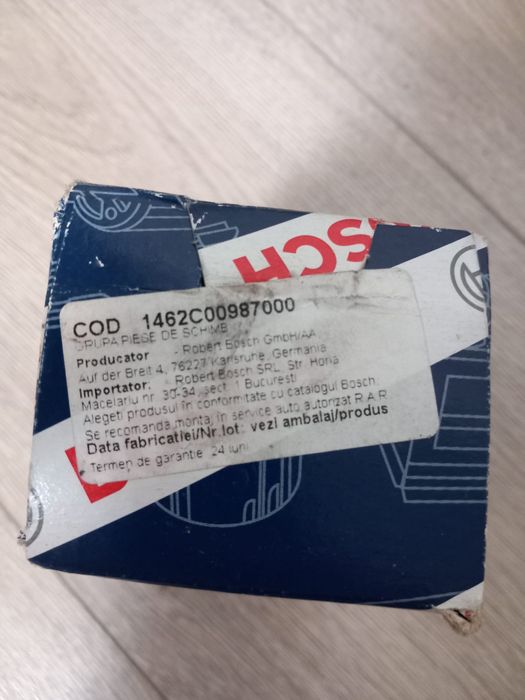 BOSCH
COD 1462C00987000
GRUPA PIESE DE SCHIMB
Producator - Robert Bosch GmbH/AA
Auf der Breit 4, 76227 Karlsruhe, Germania
Importator: - Robert Bosch SRL, Str. Horia
Macelariu nr. 30-34, sect. 1 Bucuresti
Alegeti produsul in conformitate cu catalogul Bosch.
Se recomanda monta, in service auto autorizat R.A.R.
Data fabricatiei/Nr.lot: vezi ambalaj/produs
Termen de garantie 24 luni